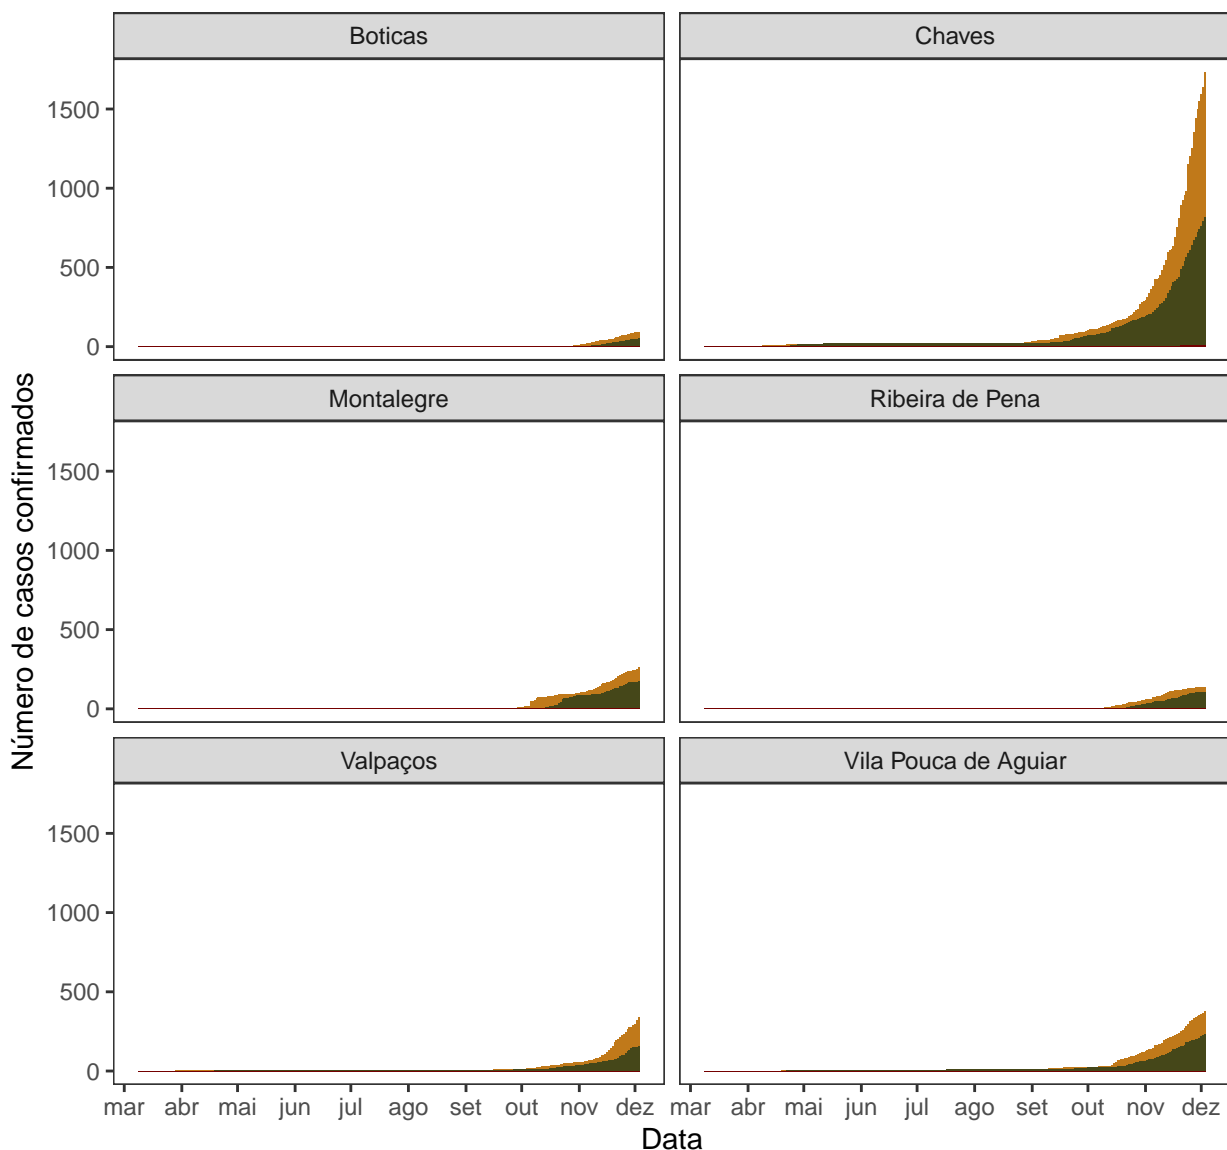 Boticas
Chaves
1500
1000
500
0
Montalegre
Ribeira de Pena
1500
1000
500
0
Número de casos confirmados
Valpaços
Vila Pouca de Aguiar
1500
1000
500
0
mar abr mai jun jul ago set out nov dez
mar abr mai jun jul ago set out nov dez
Data